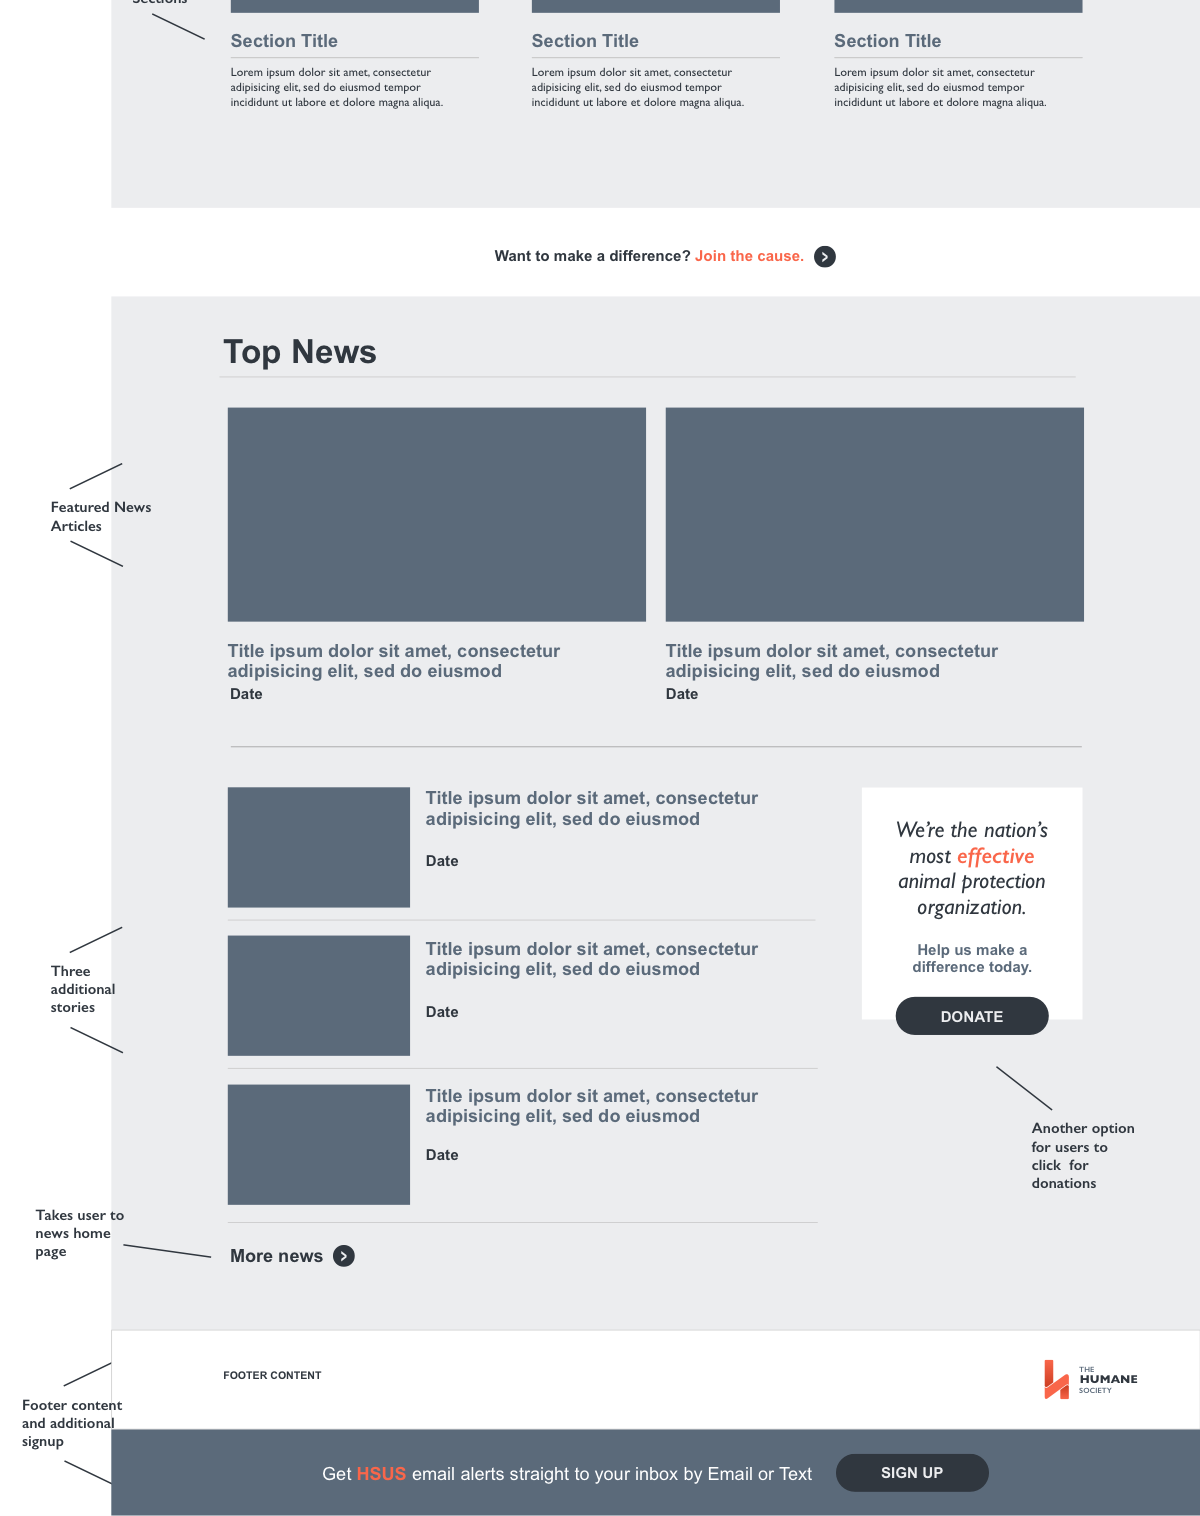 Sections
Section Title
Lorem ipsum dolor sit amet, consectetur
adipisicing elit, sed do eiusmod tempor
incididunt ut labore et dolore magna aliqua.
Section Title
Lorem ipsum dolor sit amet, consectetur
adipisicing elit, sed do eiusmod tempor
incididunt ut labore et dolore magna aliqua.
Section Title
Lorem ipsum dolor sit amet, consectetur
adipisicing elit, sed do eiusmod tempor
incididunt ut labore et dolore magna aliqua.
Want to make a difference? Join the cause.
Top News
Featured News
Articles
Title ipsum dolor sit amet, consectetur
adipisicing elit, sed do eiusmod
Date
Title ipsum dolor sit amet, consectetur
adipisicing elit, sed do eiusmod
Date
Title ipsum dolor sit amet, consectetur
adipisicing elit, sed do eiusmod
Date
Three
additional
stories
Title ipsum dolor sit amet, consectetur
adipisicing elit, sed do eiusmod
Date
Title ipsum dolor sit amet, consectetur
adipisicing elit, sed do eiusmod
Date
We're the nation's
most effective
animal protection
organization.
Help us make a
difference today.
DONATE
Another option
for users to
click for
donations
Takes user to
news home
page
More news
FOOTER CONTENT
THE
HUMANE
SOCIETY
Footer content
and additional
signup
Get HSUS email alerts straight to your inbox by Email or Text
SIGN UP